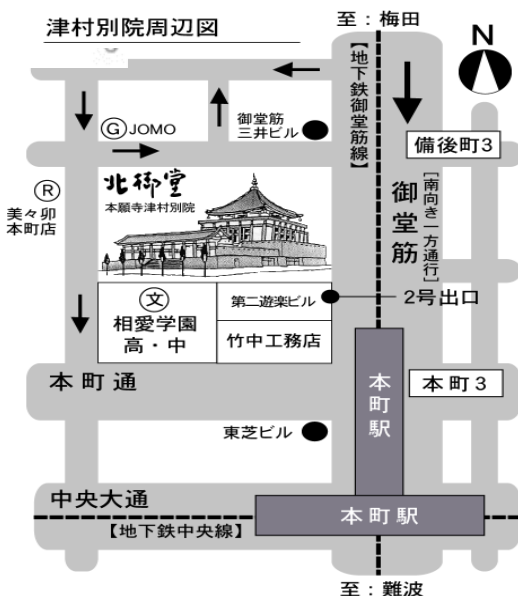 津村別院周辺図
至：梅田
N
【地下鉄御堂筋線】
G JOMO
御堂筋
三井ビル
備後町3
R
美々卯
本町店
北御堂
本願寺津村別院
御堂筋
[南向き一方通行]
文
相愛学園
高・中
第二遊楽ビル
竹中工務店
2号出口
本町通
本町駅
本町3
東芝ビル
中央大通
本町駅
【地下鉄中央線】
至：難波